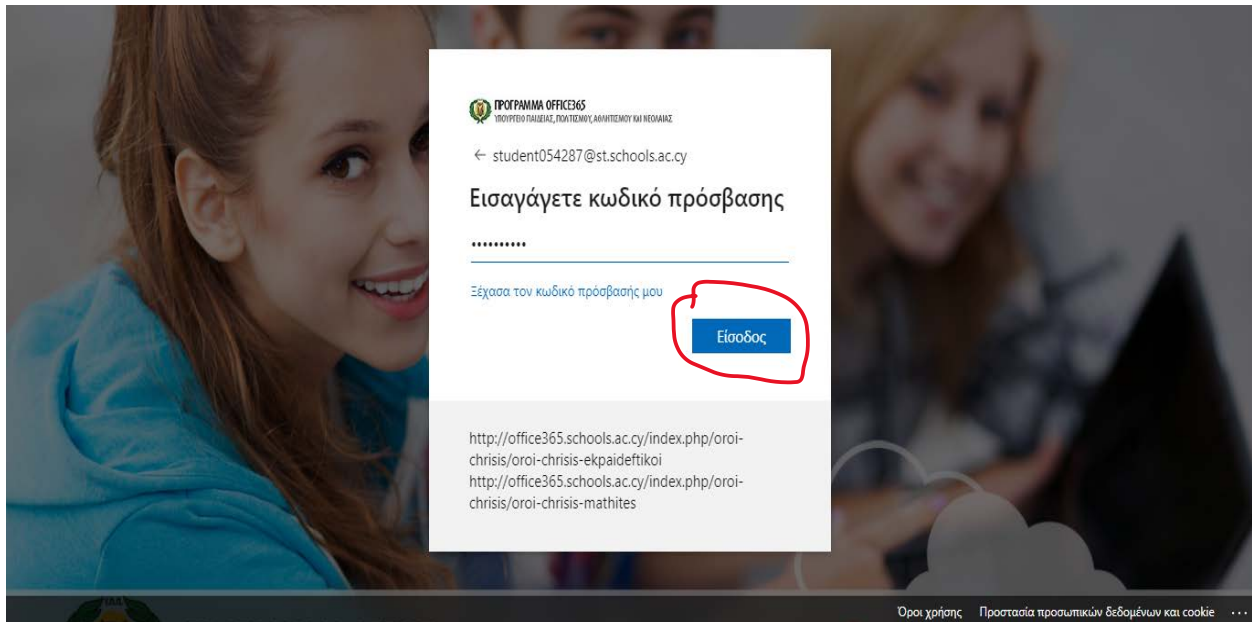 ΠΡΟΓΡΑΜΜΑ OFFICE365
ΥΠΟΥΡΓΕΙΟ ΠΑΙΔΕΙΑΣ, ΠΟΛΤΙΣΜΟΥ, ΑΘΛΗΤΙΣΜΟΥ ΚΑΙ ΝΕΟΛΑΙΑΣ
← student054287@st.schools.ac.cy
Εισαγάγετε κωδικό πρόσβασης
••••••••••
Ξέχασα τον κωδικό πρόσβασής μου
Είσοδος
http://office365.schools.ac.cy/index.php/oroi-
chrisis/oroi-chrisis-ekpaideftikoi
http://office365.schools.ac.cy/index.php/oroi-
chrisis/oroi-chrisis-mathites
Όροι χρήσης Προστασία προσωπικών δεδομένων και cookie ...